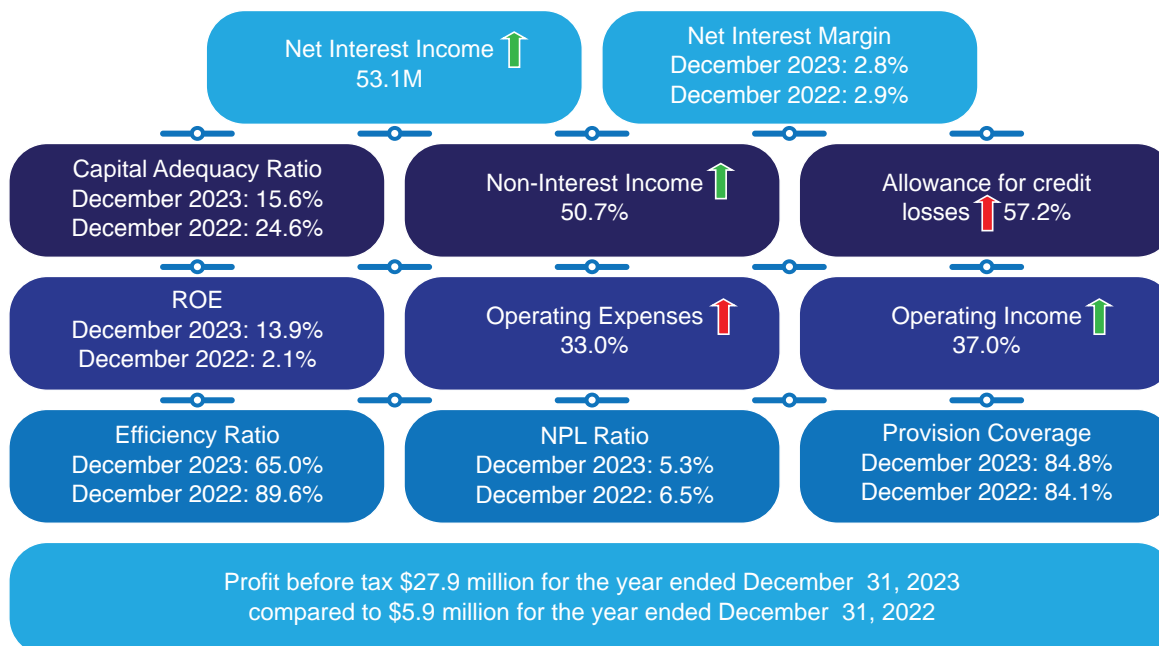 Net Interest Income
53.1M
Net Interest Margin
December 2023: 2.8%
December 2022: 2.9%
Capital Adequacy Ratio
December 2023: 15.6%
December 2022: 24.6%
Non-Interest Income
50.7%
Allowance for credit
losses 57.2%
ROE
December 2023: 13.9%
December 2022: 2.1%
Operating Expenses
33.0%
Operating Income
37.0%
Efficiency Ratio
December 2023: 65.0%
December 2022: 89.6%
NPL Ratio
December 2023: 5.3%
December 2022: 6.5%
Provision Coverage
December 2023: 84.8%
December 2022: 84.1%
Profit before tax $27.9 million for the year ended December 31, 2023
compared to $5.9 million for the year ended December 31, 2022